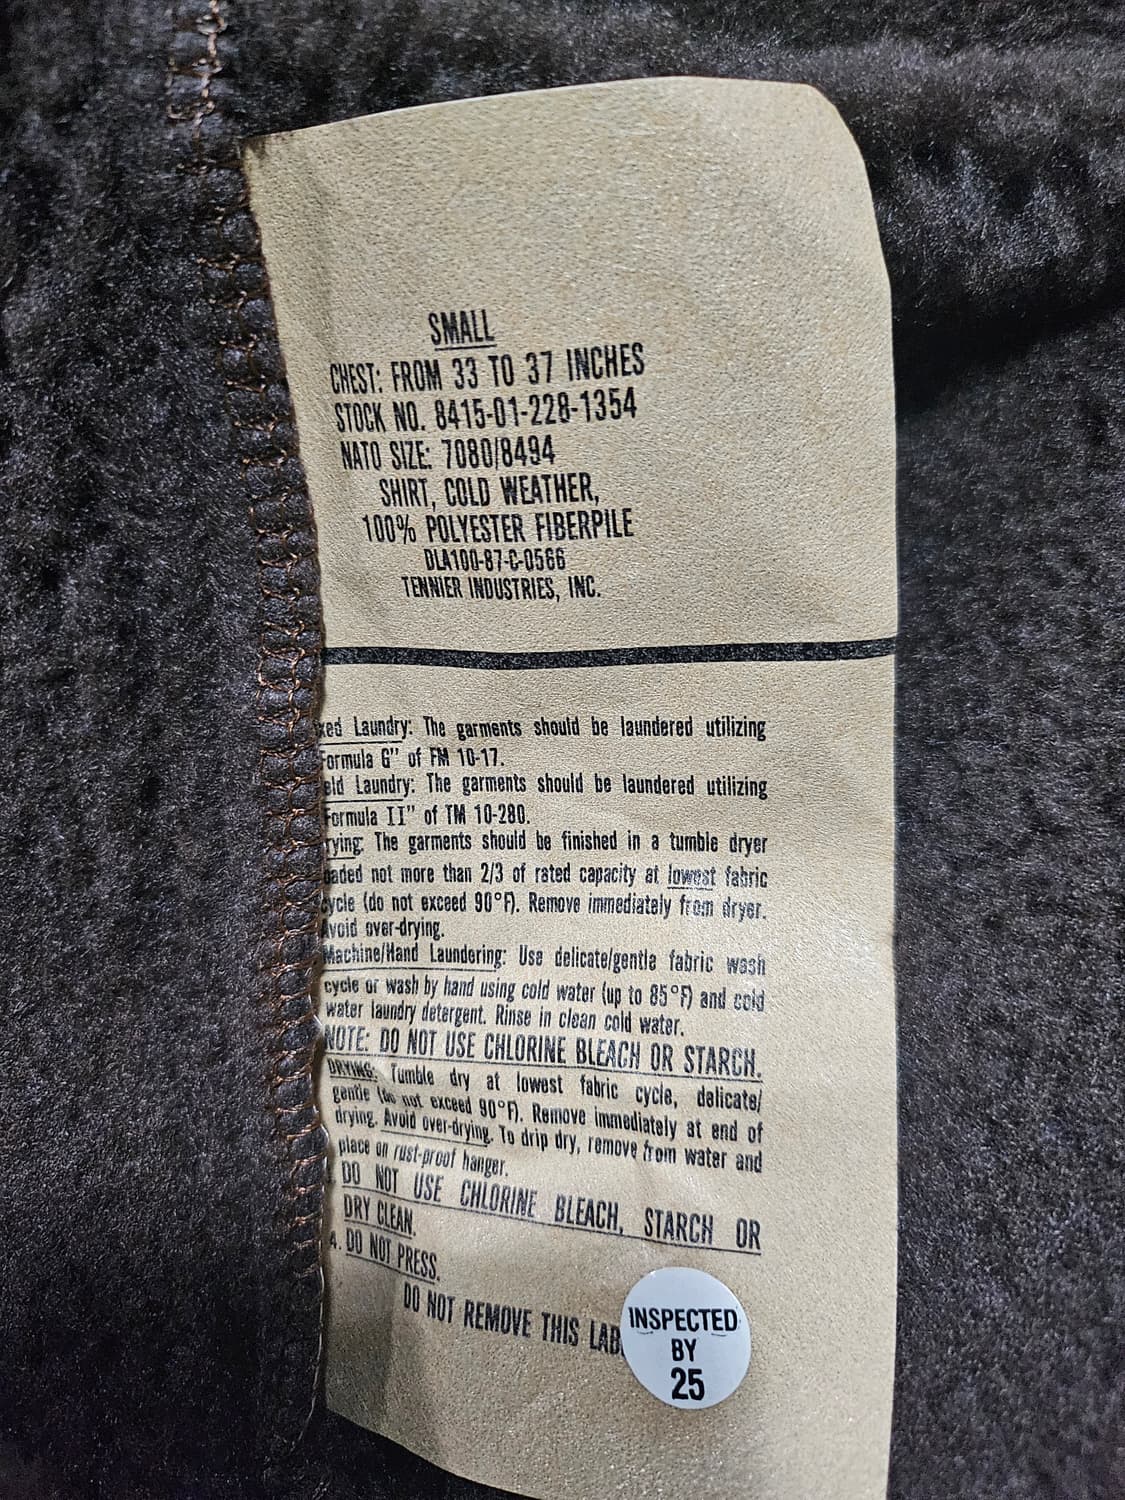 SMALL
CHEST: FROM 33 TO 37 INCHES
STOCK NO. 8415-01-228-1354
NATO SIZE: 7080/8494
SHIRT, COLD WEATHER,
100% POLYESTER FIBERPILE
DLA100-87-C-0566
TENNIER INDUSTRIES, INC.
xed Laundry: The garments should be laundered utilizing
Formula G" of FM 10-17.
eld Laundry: The garments should be laundered utilizing
Formula II" of TM 10-280.
rying: The garments should be finished in a tumble dryer
oaded not more than 2/3 of rated capacity at lowest fabric
cycle (do not exceed 90°F). Remove immediately from dryer.
Avoid over-drying.
Machine/Hand Laundering: Use delicate/gentle fabric wash
cycle or wash by hand using cold water (up to 85°F) and cold
water laundry detergent. Rinse in clean cold water.
NOTE: DO NOT USE CHLORINE BLEACH OR STARCH.
DRYING: Tumble dry at lowest fabric cycle, delicate/
gentle (do not exceed 90°F). Remove immediately at end of
drying. Avoid over-drying. To drip dry, remove from water and
place on rust-proof hanger.
. DO NOT USE CHLORINE BLEACH, STARCH OR
DRY CLEAN.
4. DO NOT PRESS.
DO NOT REMOVE THIS LAB
INSPECTED
BY
25